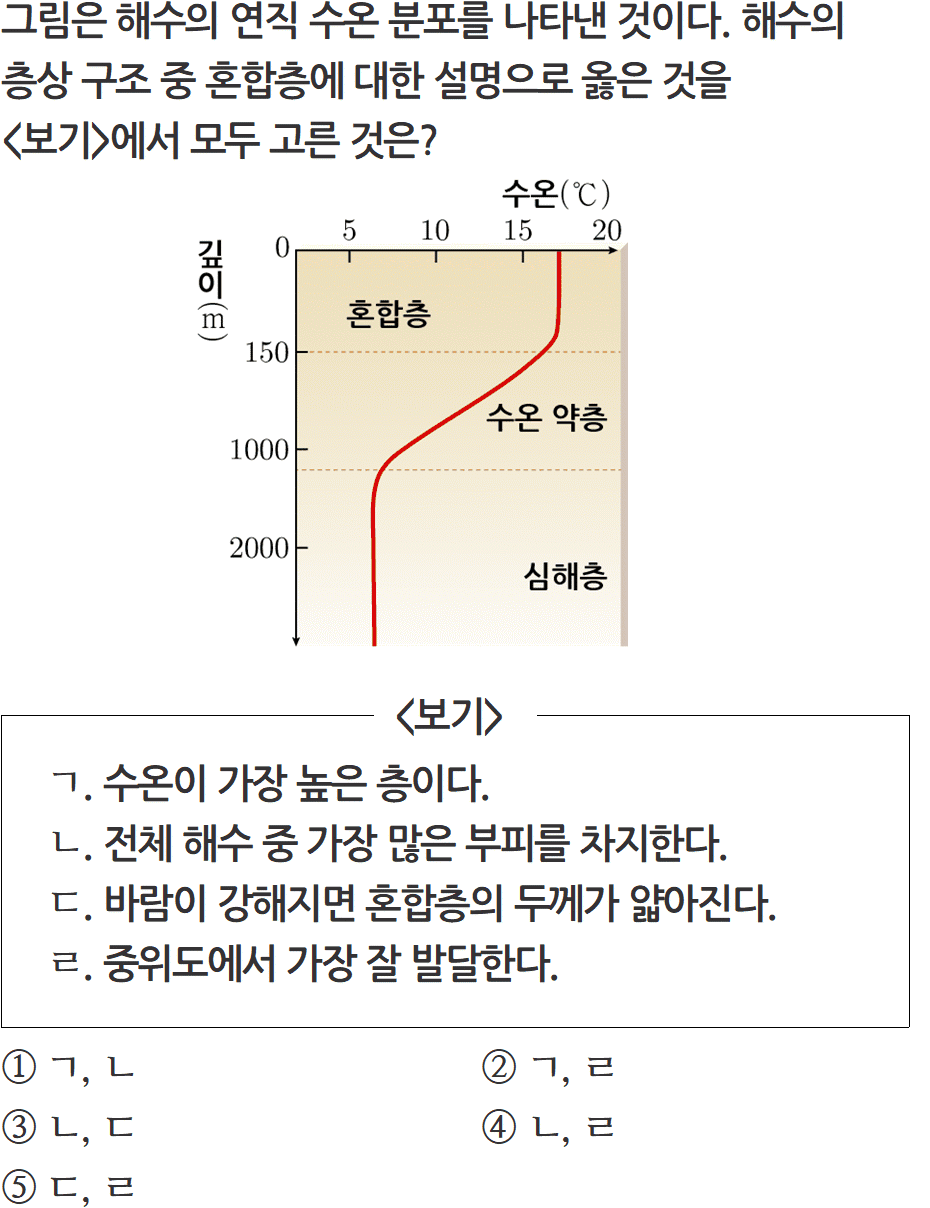 그림은 해수의 연직 수온 분포를 나타낸 것이다. 해수의
층상 구조 중 혼합층에 대한 설명으로 옳은 것을
<보기>에서 모두 고른 것은?
수온(℃)
0 5 10 15 20
깊이(m)
혼합층
150
수온 약층
1000
2000
심해층
<보기>
ㄱ. 수온이 가장 높은 층이다.
ㄴ. 전체 해수 중 가장 많은 부피를 차지한다.
ㄷ. 바람이 강해지면 혼합층의 두께가 얇아진다.
ㄹ. 중위도에서 가장 잘 발달한다.
① ㄱ, ㄴ ② ㄱ, ㄹ
③ ㄴ, ㄷ ④ ㄴ, ㄹ
⑤ ㄷ, ㄹ